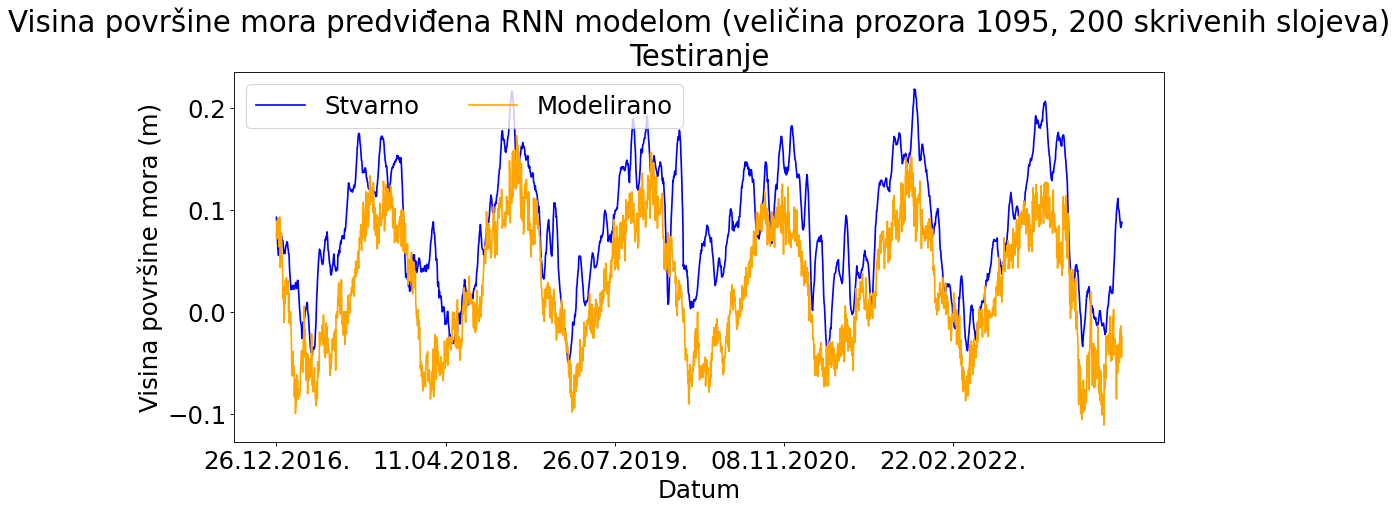 Visina površine mora predviđena RNN modelom (veličina prozora 1095, 200 skrivenih slojeva)
Testiranje
Stvarno
Modelirano
Visina površine mora (m)
0.2
0.1
0.0
−0.1
26.12.2016.
11.04.2018.
26.07.2019.
08.11.2020.
22.02.2022.
Datum